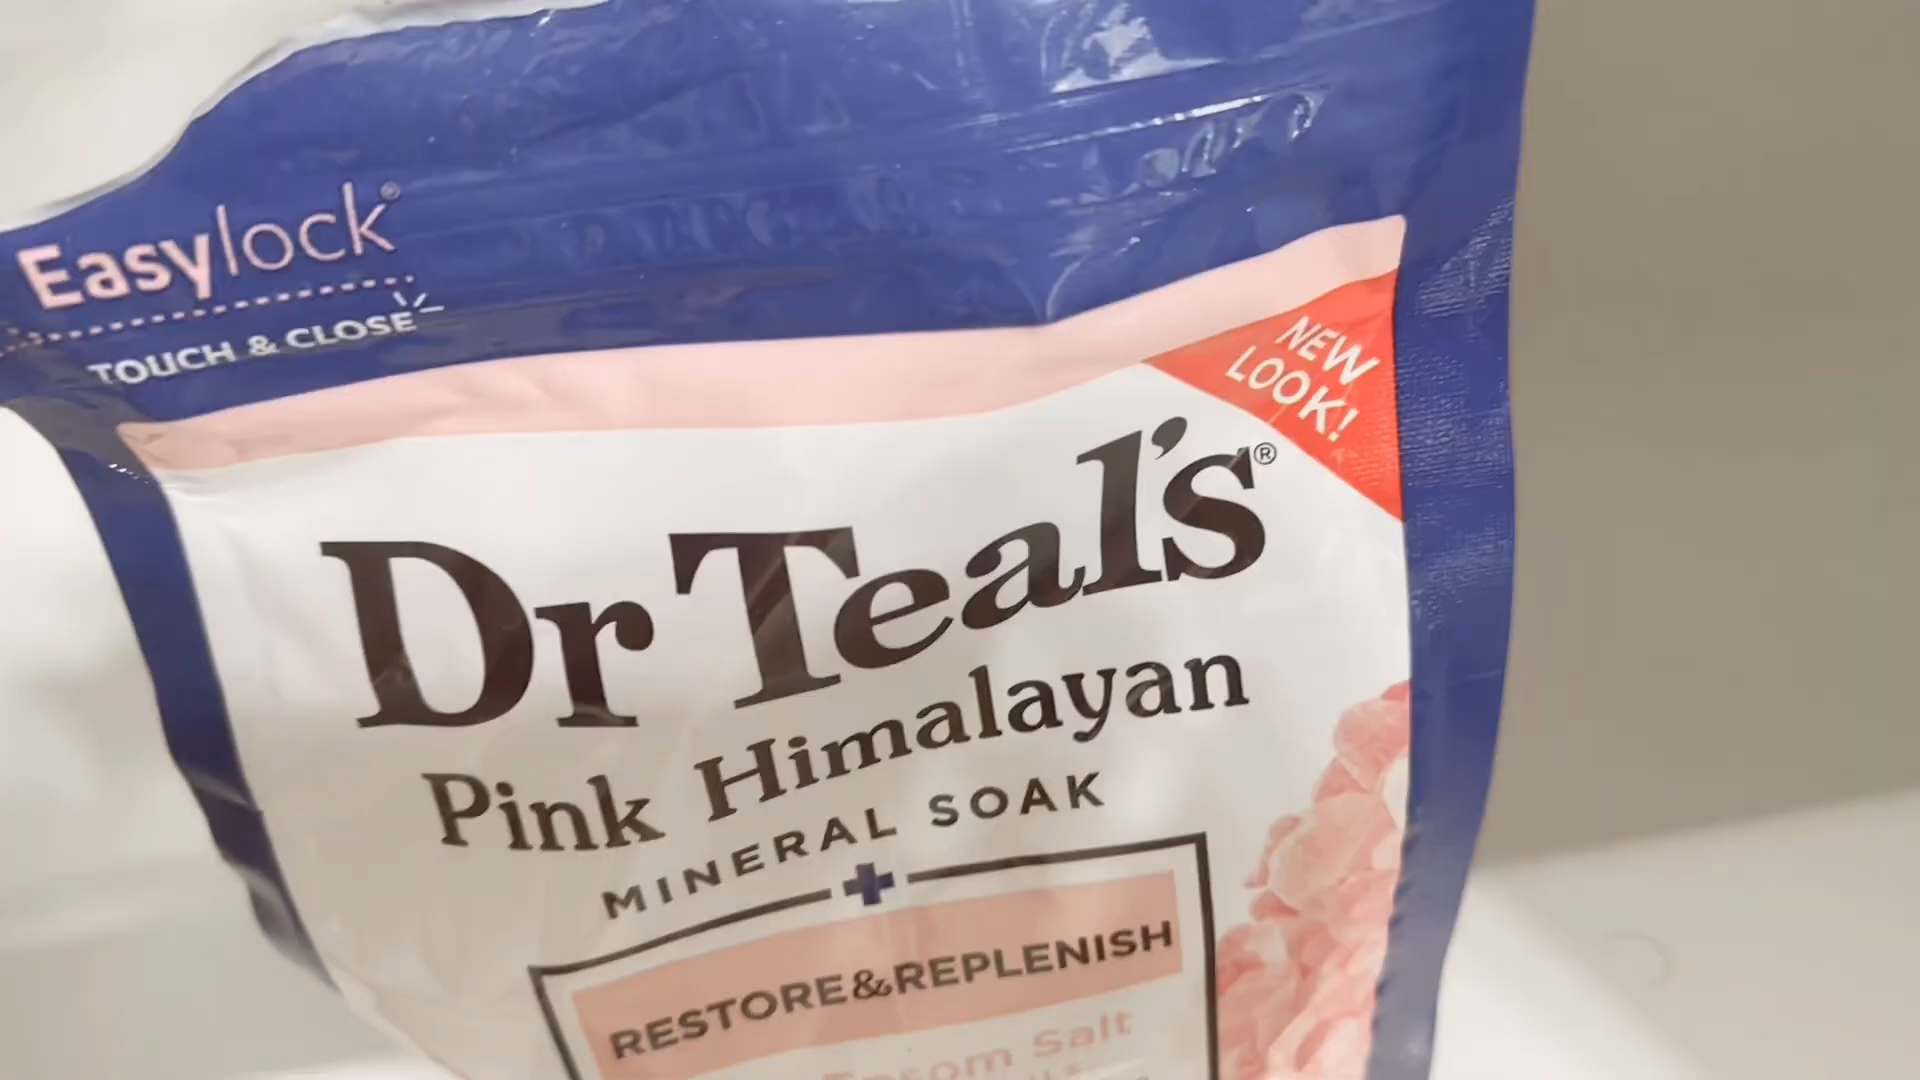 Easylock®
TOUCH & CLOSE
NEW
LOOK!
Dr Teal's®
Pink Himalayan
MINERAL SOAK
RESTORE&REPLENISH
Epsom Salt